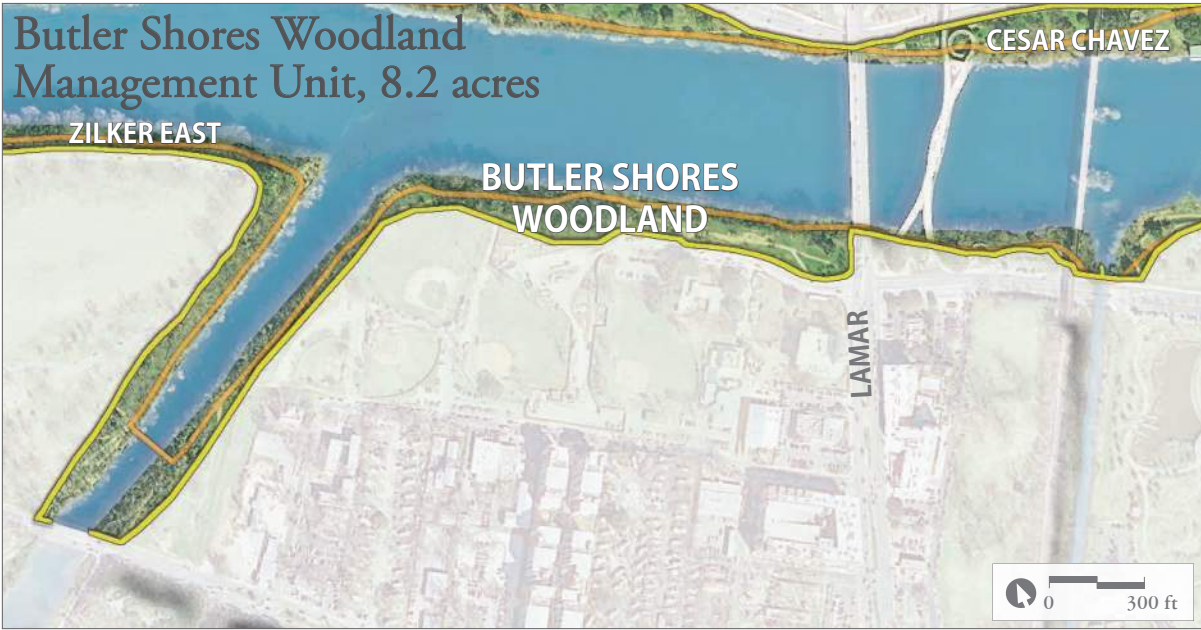 Butler Shores Woodland
Management Unit, 8.2 acres
CESAR CHAVEZ
ZILKER EAST
BUTLER SHORES
WOODLAND
LAMAR
0 300 ft